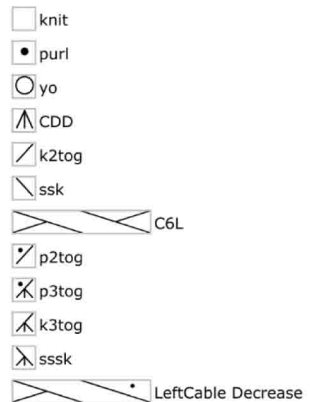 knit
purl
yo
CDD
k2tog
ssk
C6L
p2tog
p3tog
k3tog
sssk
LeftCable Decrease